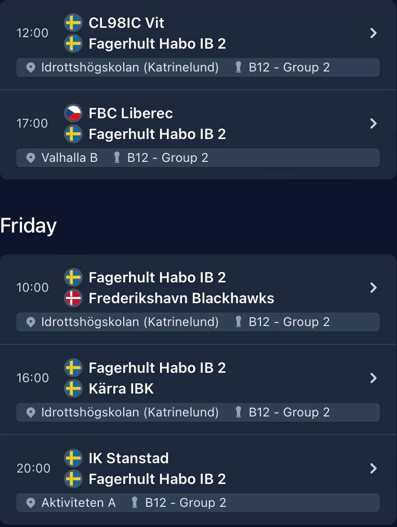 12:00
CL98IC Vit
Fagerhult Habo IB 2
Idrottshögskolan (Katrinelund) B12 - Group 2
17:00
FBC Liberec
Fagerhult Habo IB 2
Valhalla B B12 - Group 2
Friday
10:00
Fagerhult Habo IB 2
Frederikshavn Blackhawks
Idrottshögskolan (Katrinelund) B12 - Group 2
16:00
Fagerhult Habo IB 2
Kärra IBK
Idrottshögskolan (Katrinelund) B12 - Group 2
20:00
IK Stanstad
Fagerhult Habo IB 2
Aktiviteten A B12 - Group 2